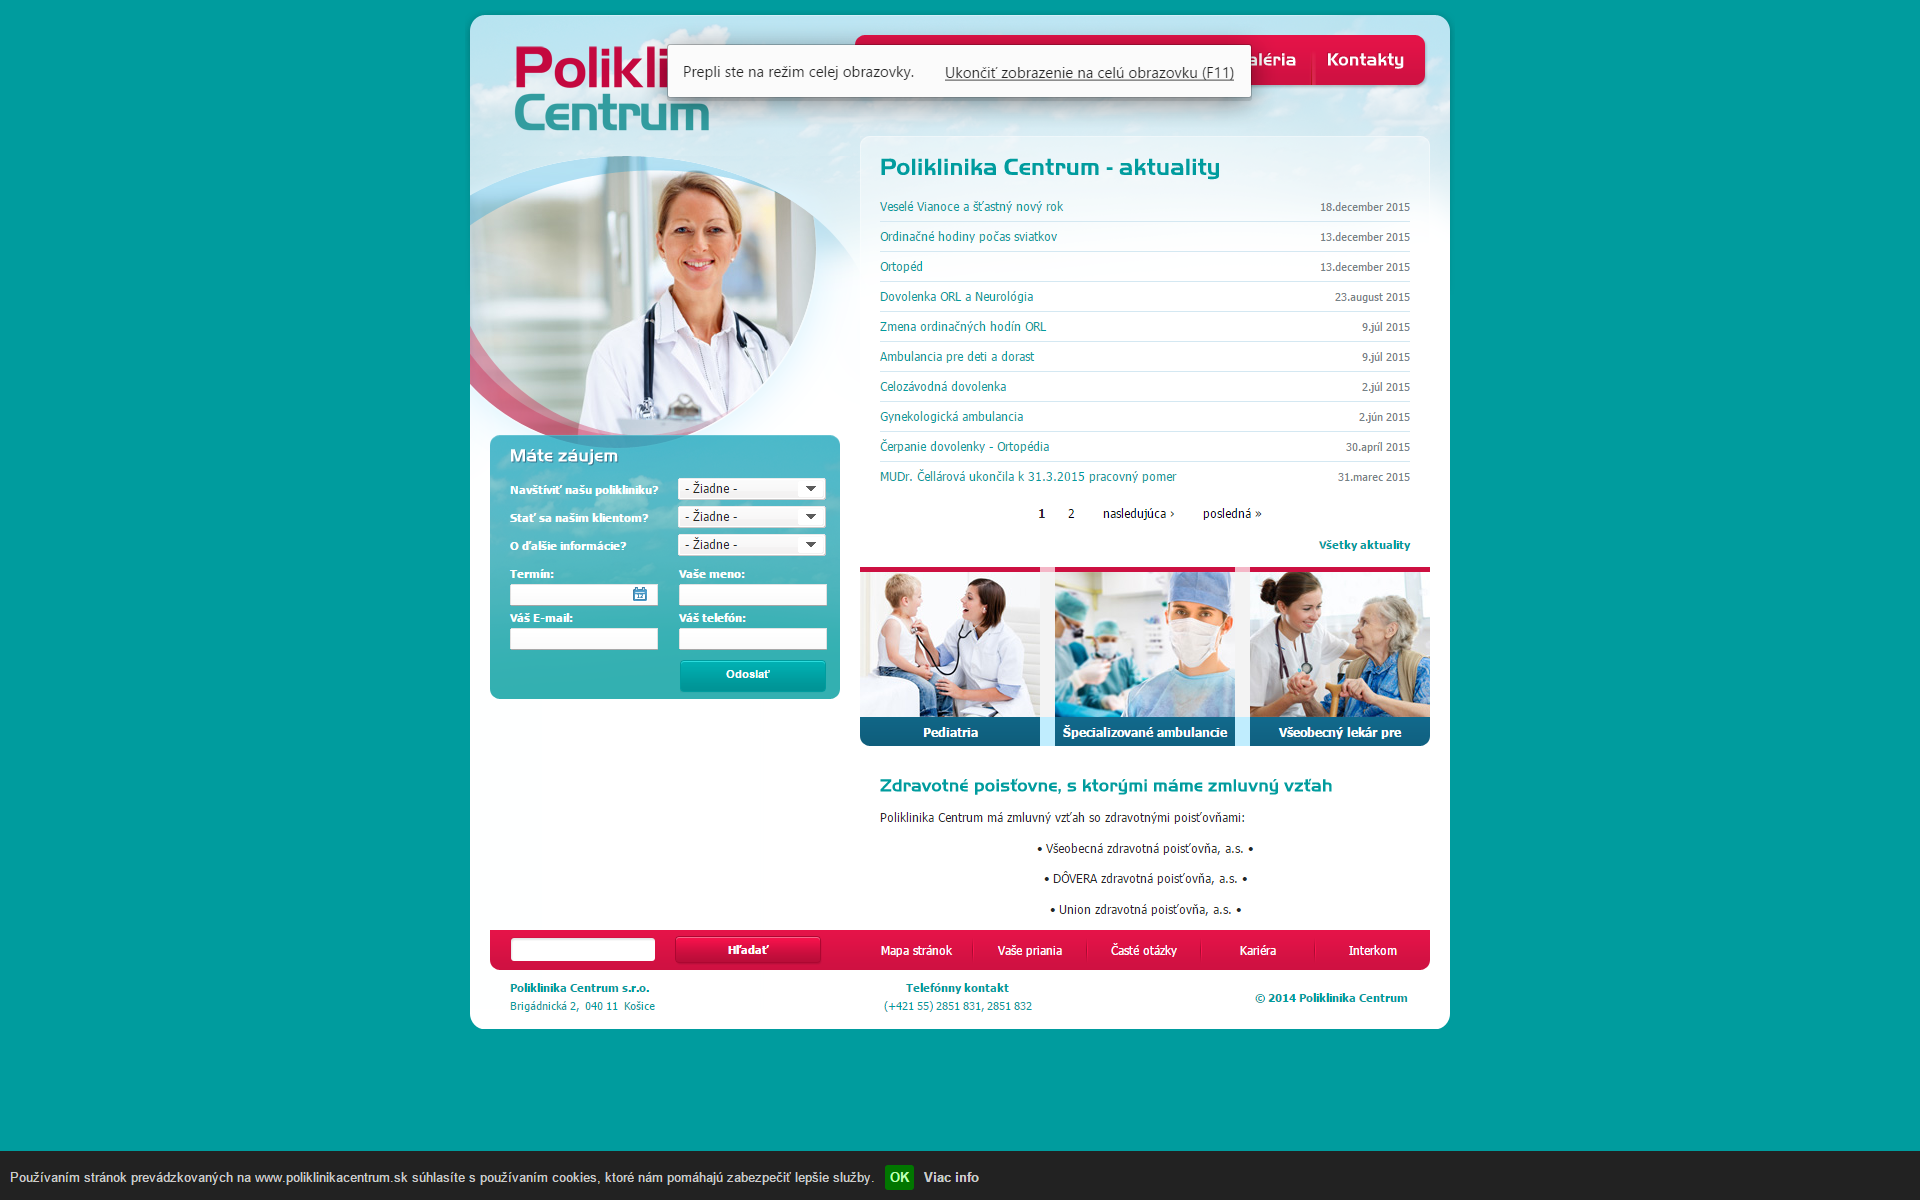 Polikli
Centrum
Prepli ste na režim celej obrazovky. Ukončiť zobrazenie na celú obrazovku (F11)
aléria Kontakty
Poliklinika Centrum - aktuality
Veselé Vianoce a šťastný nový rok 18.december 2015
Ordinačné hodiny počas sviatkov 13.december 2015
Ortopéd 13.december 2015
Dovolenka ORL a Neurológia 23.august 2015
Zmena ordinačných hodín ORL 9.júl 2015
Ambulancia pre deti a dorast 9.júl 2015
Celozávodná dovolenka 2.júl 2015
Gynekologická ambulancia 2.jún 2015
Čerpanie dovolenky - Ortopédia 30.apríl 2015
MUDr. Čellárová ukončila k 31.3.2015 pracovný pomer 31.marec 2015
1 2 nasledujúca › posledná »
Všetky aktuality
Máte záujem
Navštíviť našu polikliniku? - Žiadne -
Stať sa našim klientom? - Žiadne -
O ďalšie informácie? - Žiadne -
Termín: Vaše meno:
12
Váš E-mail: Váš telefón:
Odoslať
Pediatria Špecializované ambulancie Všeobecný lekár pre
Zdravotné poisťovne, s ktorými máme zmluvný vzťah
Poliklinika Centrum má zmluvný vzťah so zdravotnými poisťovňami:
• Všeobecná zdravotná poisťovňa, a.s. •
• DÔVERA zdravotná poisťovňa, a.s. •
• Union zdravotná poisťovňa, a.s. •
Hľadať Mapa stránok Vaše priania Časté otázky Kariéra Interkom
Poliklinika Centrum s.r.o. Telefónny kontakt
Brigádnická 2, 040 11 Košice (+421 55) 2851 831, 2851 832
© 2014 Poliklinika Centrum
Používaním stránok prevádzkovaných na www.poliklinikacentrum.sk súhlasíte s používaním cookies, ktoré nám pomáhajú zabezpečiť lepšie služby. OK Viac info